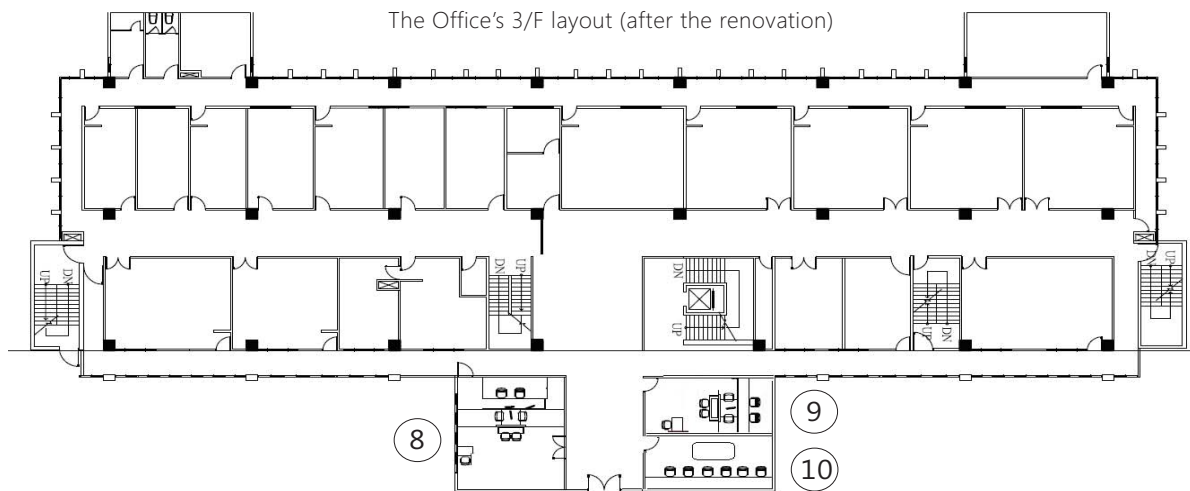 The Office’s 3/F layout (after the renovation)
UP
DN
DN
UP
DN
UP
UP
DN
DN
UP
8
9
10